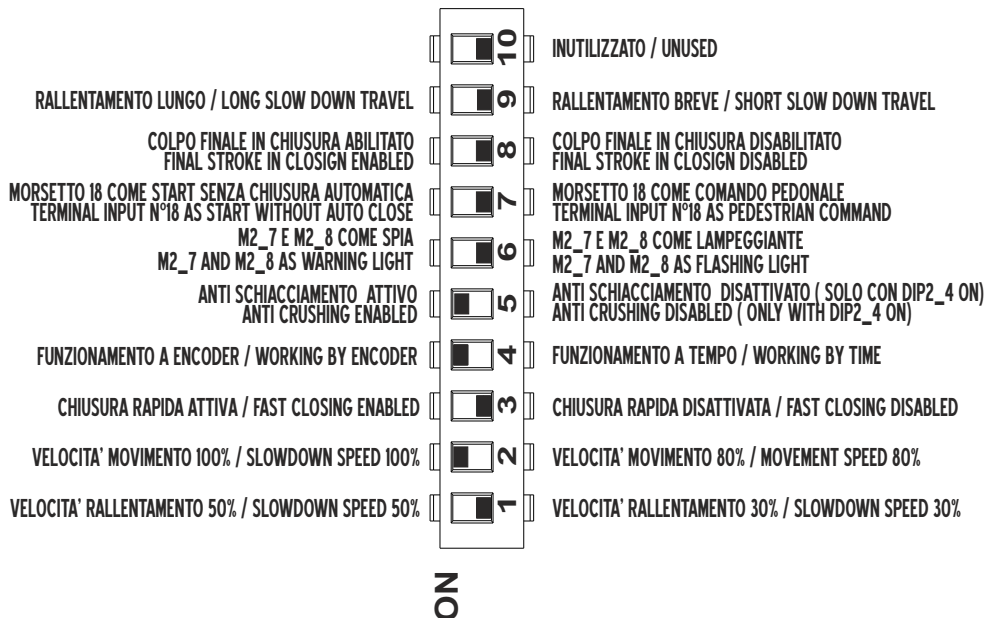 10
INUTILIZZATO / UNUSED
RALLENTAMENTO LUNGO / LONG SLOW DOWN TRAVEL
9
RALLENTAMENTO BREVE / SHORT SLOW DOWN TRAVEL
COLPO FINALE IN CHIUSURA ABILITATO
FINAL STROKE IN CLOSIGN ENABLED
8
COLPO FINALE IN CHIUSURA DISABILITATO
FINAL STROKE IN CLOSIGN DISABLED
MORSETTO 18 COME START SENZA CHIUSURA AUTOMATICA
TERMINAL INPUT N°18 AS START WITHOUT AUTO CLOSE
7
MORSETTO 18 COME COMANDO PEDONALE
TERMINAL INPUT N°18 AS PEDESTRIAN COMMAND
M2_7 E M2_8 COME SPIA
M2_7 AND M2_8 AS WARNING LIGHT
6
M2_7 E M2_8 COME LAMPEGGIANTE
M2_7 AND M2_8 AS FLASHING LIGHT
ANTI SCHIACCIAMENTO ATTIVO
ANTI CRUSHING ENABLED
5
ANTI SCHIACCIAMENTO DISATTIVATO ( SOLO CON DIP2_4 ON)
ANTI CRUSHING DISABLED ( ONLY WITH DIP2_4 ON)
FUNZIONAMENTO A ENCODER / WORKING BY ENCODER
4
FUNZIONAMENTO A TEMPO / WORKING BY TIME
CHIUSURA RAPIDA ATTIVA / FAST CLOSING ENABLED
3
CHIUSURA RAPIDA DISATTIVATA / FAST CLOSING DISABLED
VELOCITA' MOVIMENTO 100% / SLOWDOWN SPEED 100%
2
VELOCITA' MOVIMENTO 80% / MOVEMENT SPEED 80%
VELOCITA' RALLENTAMENTO 50% / SLOWDOWN SPEED 50%
1
VELOCITA' RALLENTAMENTO 30% / SLOWDOWN SPEED 30%
ON